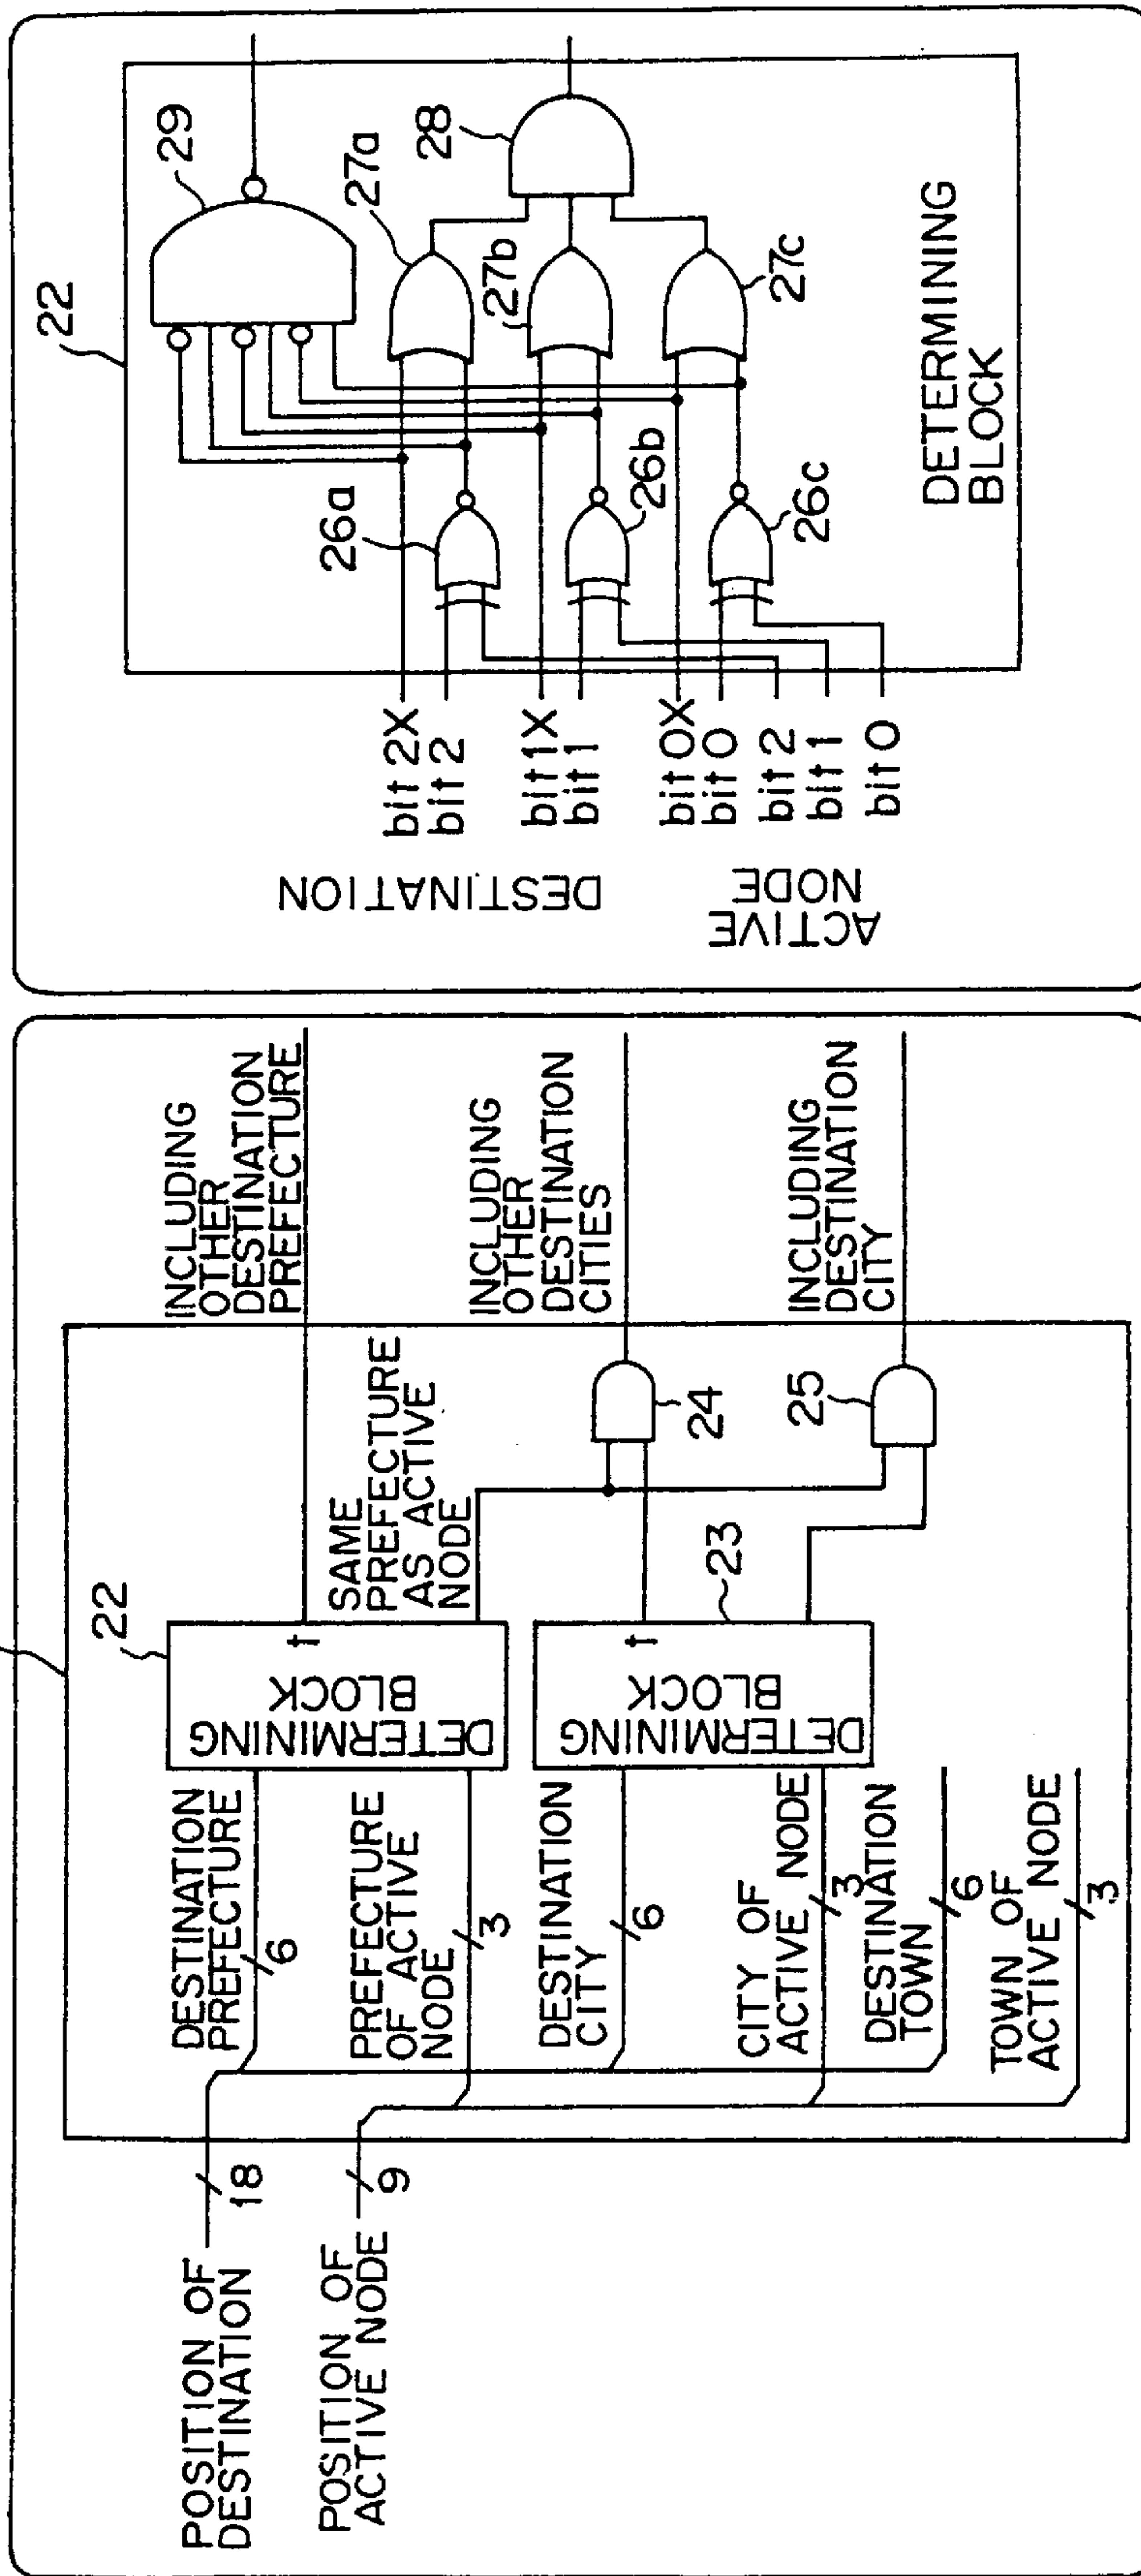 POSITION OF
DESTINATION
18
POSITION OF
ACTIVE NODE
9
DESTINATION
PREFECTURE
6
PREFECTURE
OF ACTIVE
NODE
3
DESTINATION
CITY
6
CITY OF
ACTIVE NODE
3
DESTINATION
TOWN
6
TOWN OF
ACTIVE NODE
3
22
DETERMINING
BLOCK
t
SAME
PREFECTURE
AS ACTIVE
NODE
DETERMINING
BLOCK
t
23
24
25
INCLUDING
OTHER
DESTINATION
PREFECTURE
INCLUDING
OTHER
DESTINATION
CITIES
INCLUDING
DESTINATION
CITY
22
DESTINATION
ACTIVE
NODE
bit 2X
bit 2
bit 1X
bit 1
bit 0X
bit 0
bit 2
bit 1
bit 0
26a
26b
26c
29
27a
27b
27c
28
DETERMINING
BLOCK